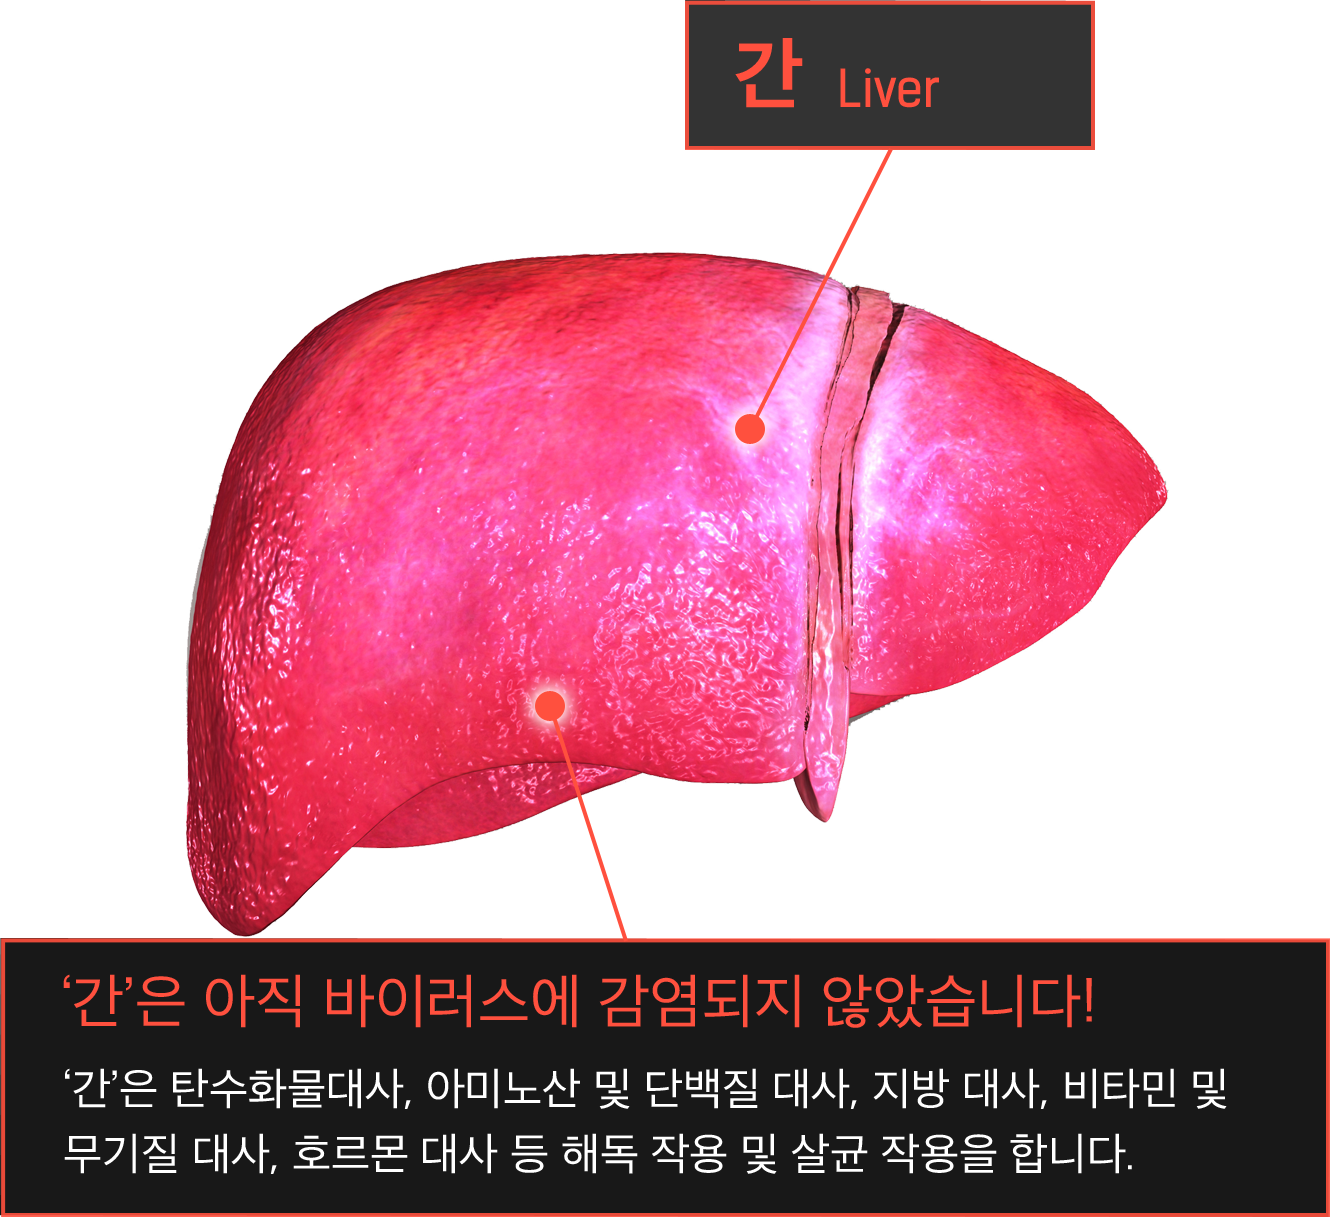 간 Liver
‘간’은 아직 바이러스에 감염되지 않았습니다!
‘간’은 탄수화물대사, 아미노산 및 단백질 대사, 지방 대사, 비타민 및
무기질 대사, 호르몬 대사 등 해독 작용 및 살균 작용을 합니다.